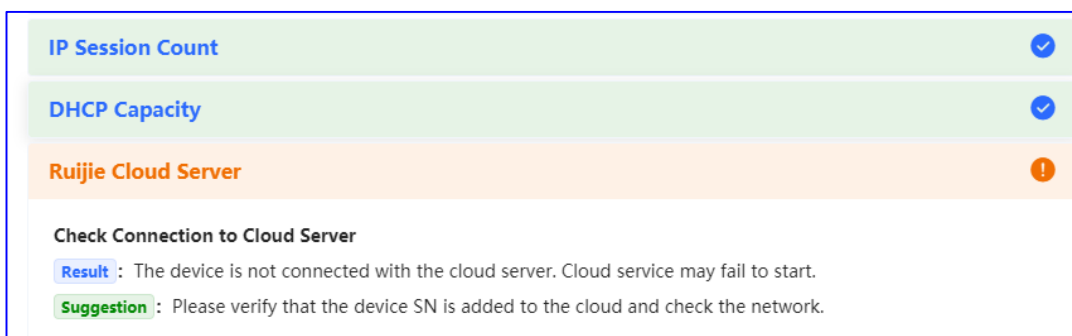 IP Session Count
DHCP Capacity
Ruijie Cloud Server
Check Connection to Cloud Server
Result : The device is not connected with the cloud server. Cloud service may fail to start.
Suggestion : Please verify that the device SN is added to the cloud and check the network.